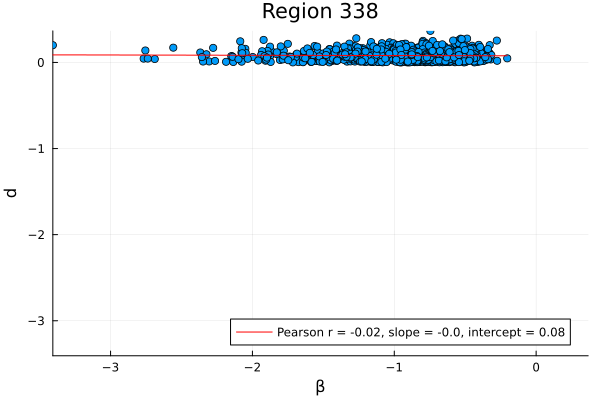 Region 338
d
0
−1
−2
−3
Pearson r = -0.02, slope = -0.0, intercept = 0.08
−3
−2
−1
0
β